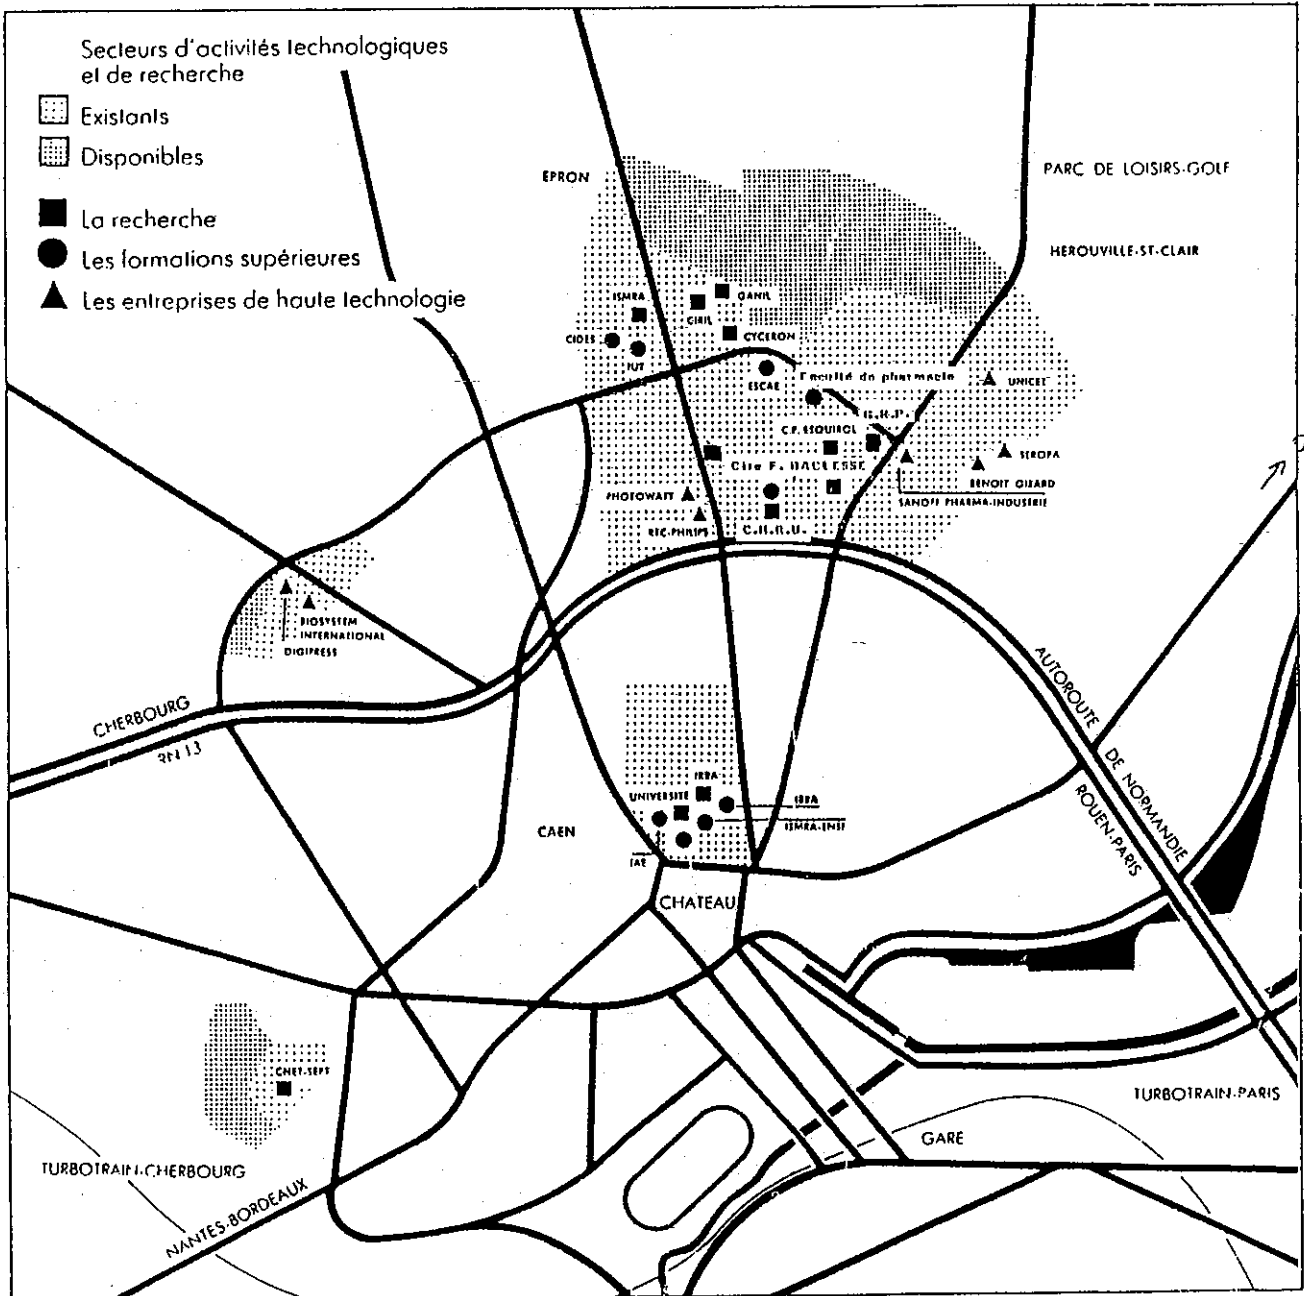 Secteurs d'activités technologiques
et de recherche
Existants
Disponibles
La recherche
Les formations supérieures
Les entreprises de haute technologie
EPRON
PARC DE LOISIRS-GOLF
HEROUVILLE-ST-CLAIR
ISMRA
GANIL
CIRIL
CIDES
CYCERON
IUT
ESCAE
Faculté de pharmacie
UNICET
C.P. ESQUIROL
Ctre F. BACLESSE
SEROPA
BENOIT GIRARD
SANOFI PHARMA-INDUSTRIE
PHOTOWATT
RTC-PHILIPS
C.H.R.U.
BIOSYSTEM
INTERNATIONAL
DIGIPRESS
CHERBOURG
RN 13
AUTOROUTE DE NORMANDIE
ROUEN-PARIS
UNIVERSITE
ISMRA-ENSI
IAE
CAEN
CHATEAU
CNET-SEPT
TURBOTRAIN-PARIS
GARE
TURBOTRAIN-CHERBOURG
NANTES-BORDEAUX